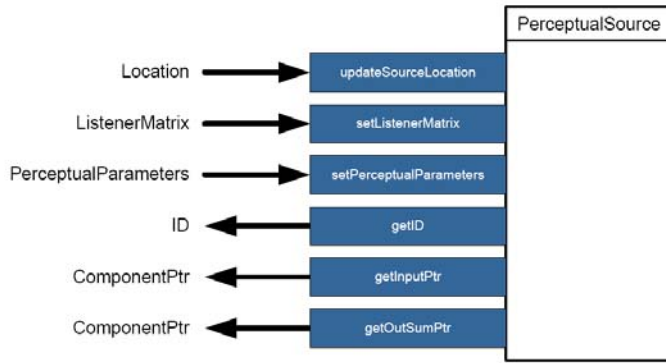 PerceptualSource
Location
updateSourceLocation
ListenerMatrix
setListenerMatrix
PerceptualParameters
setPerceptualParameters
ID
getID
ComponentPtr
getInputPtr
ComponentPtr
getOutSumPtr